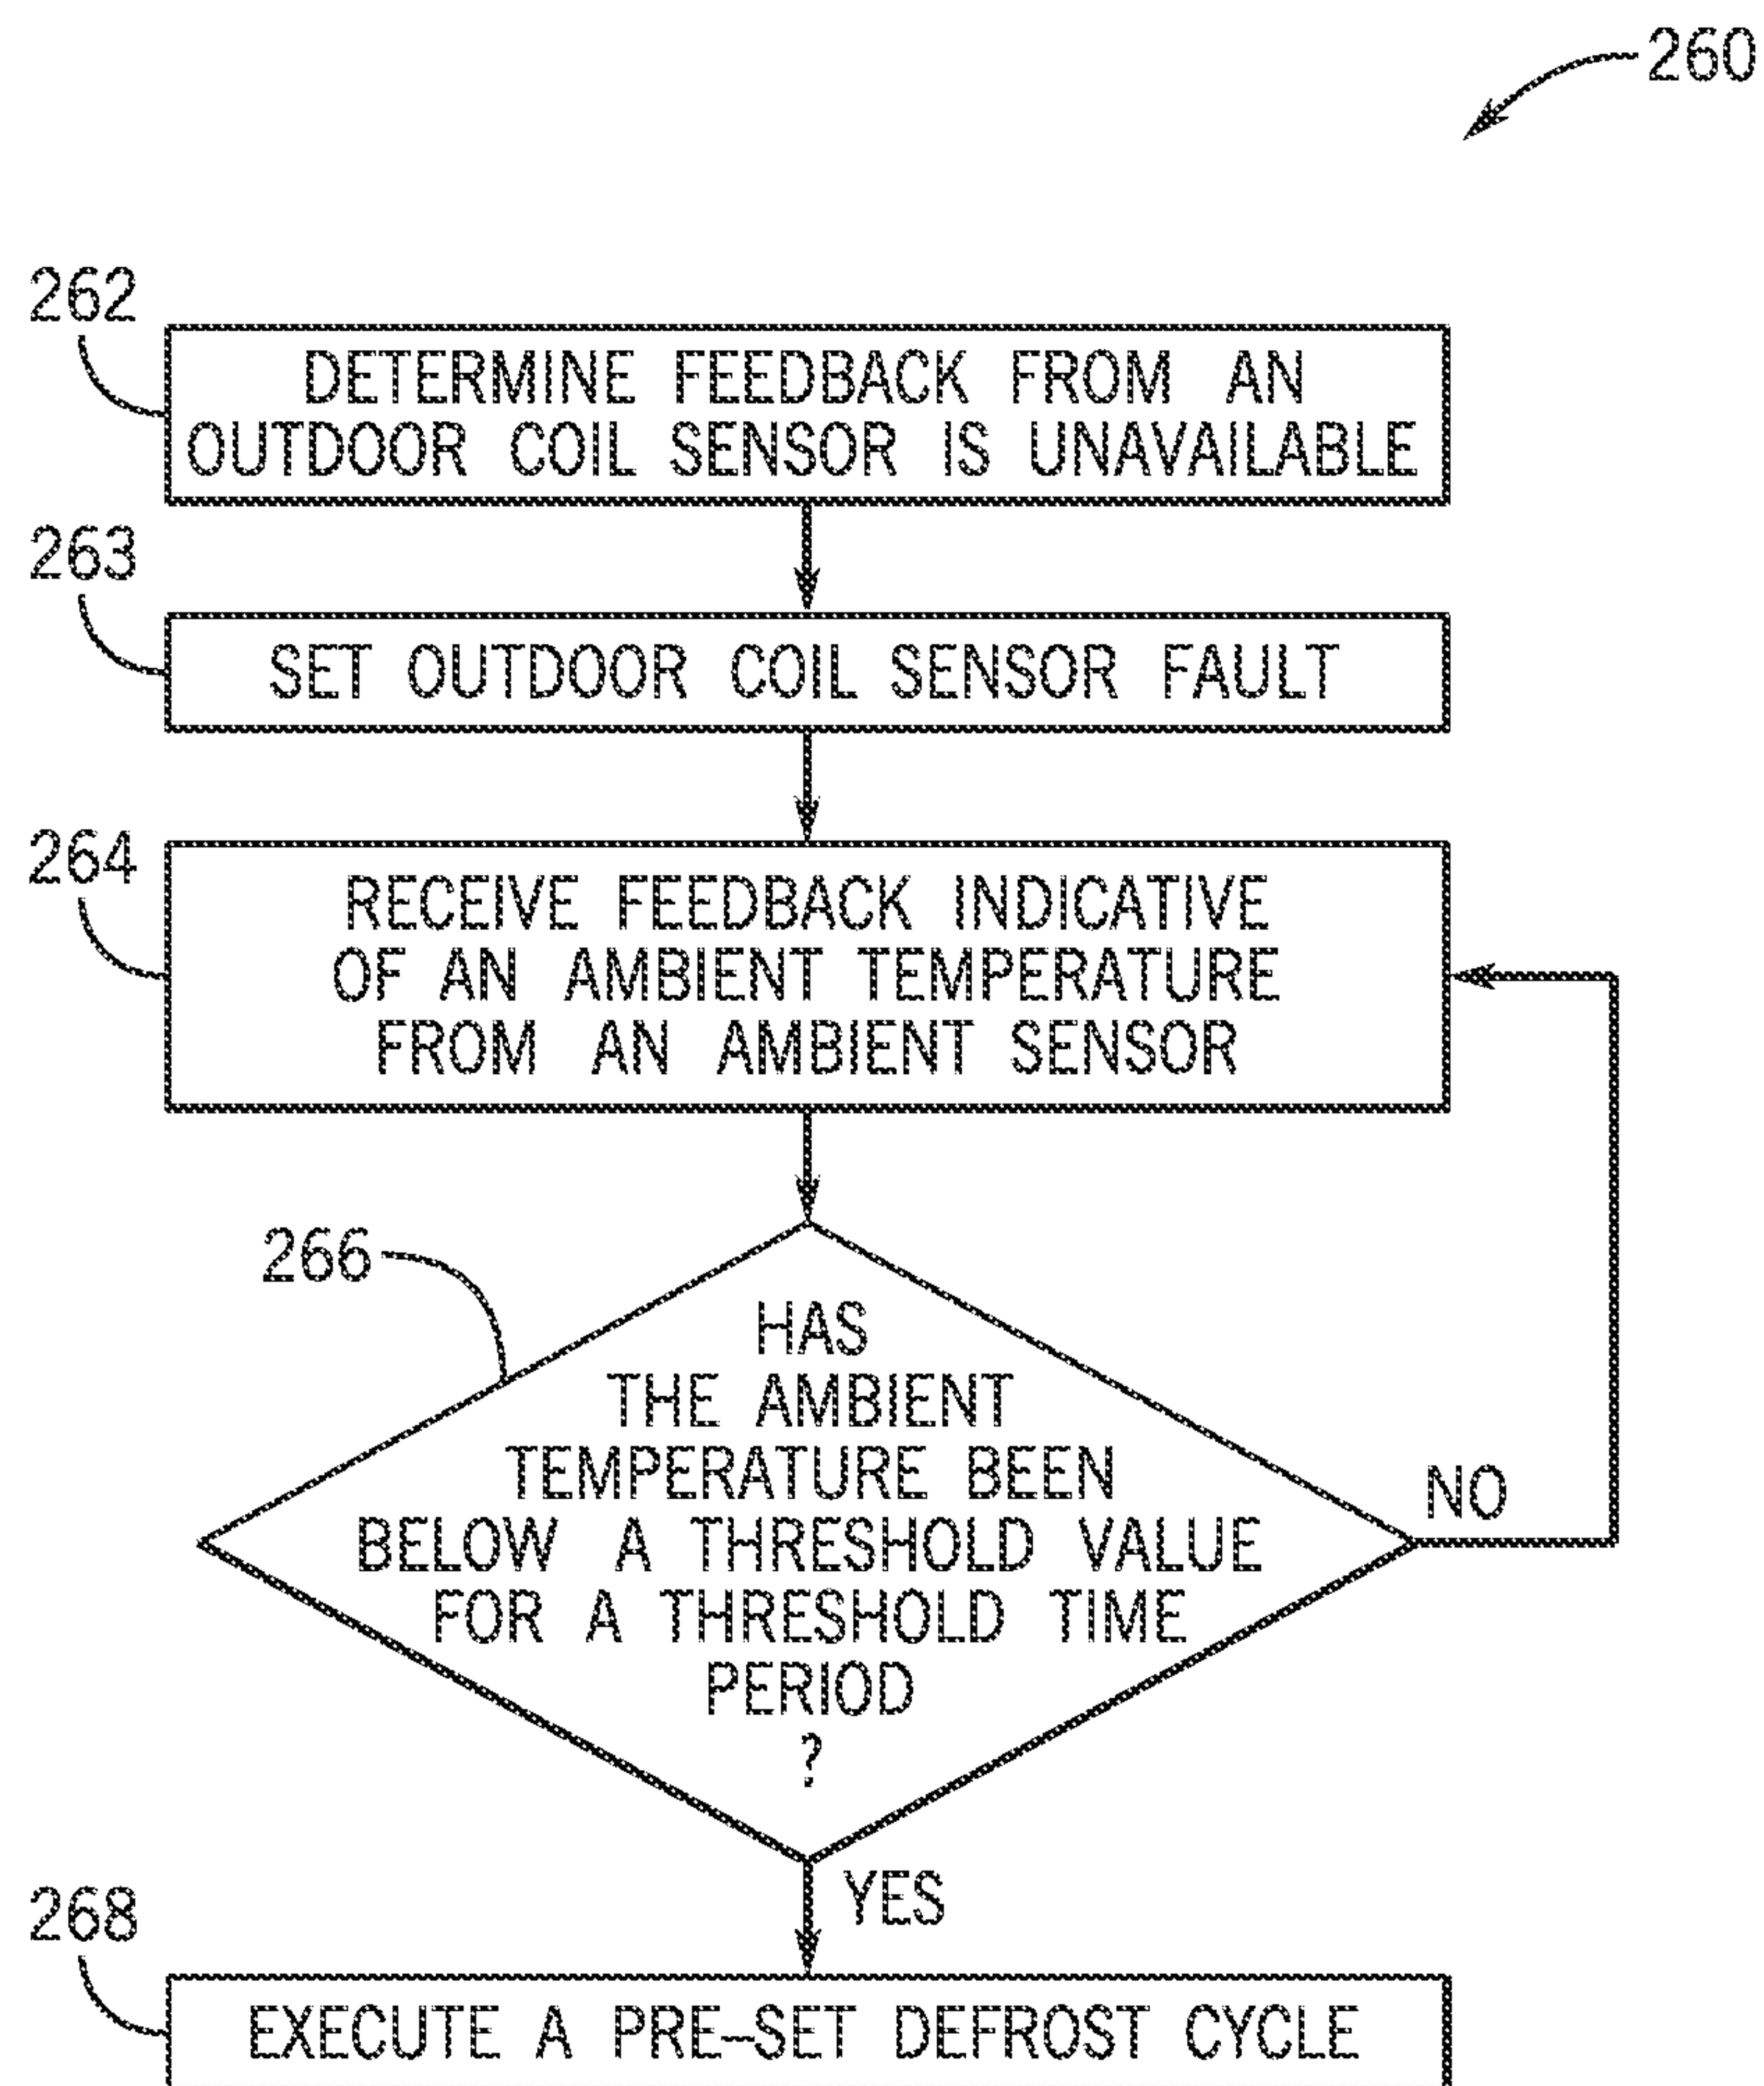 260
262
DETERMINE FEEDBACK FROM AN
OUTDOOR COIL SENSOR IS UNAVAILABLE
263
SET OUTDOOR COIL SENSOR FAULT
264
RECEIVE FEEDBACK INDICATIVE
OF AN AMBIENT TEMPERATURE
FROM AN AMBIENT SENSOR
266
HAS
THE AMBIENT
TEMPERATURE BEEN
BELOW A THRESHOLD VALUE
FOR A THRESHOLD TIME
PERIOD
?
NO
YES
268
EXECUTE A PRE-SET DEFROST CYCLE